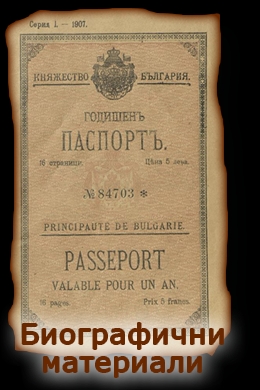 Серия I. — 1907.
КНЯЖЕСТВО БЪЛГАРИЯ.
ГОДИШЕНЪ
ПАСПОРТЪ.
16 страници. Цѣна 5 лева.
№ 84703 *
PRINCIPAUTE DE BULGARIE.
PASSEPORT
VALABLE POUR UN AN.
16 pages. Prix 5 francs.
Биографични
материали